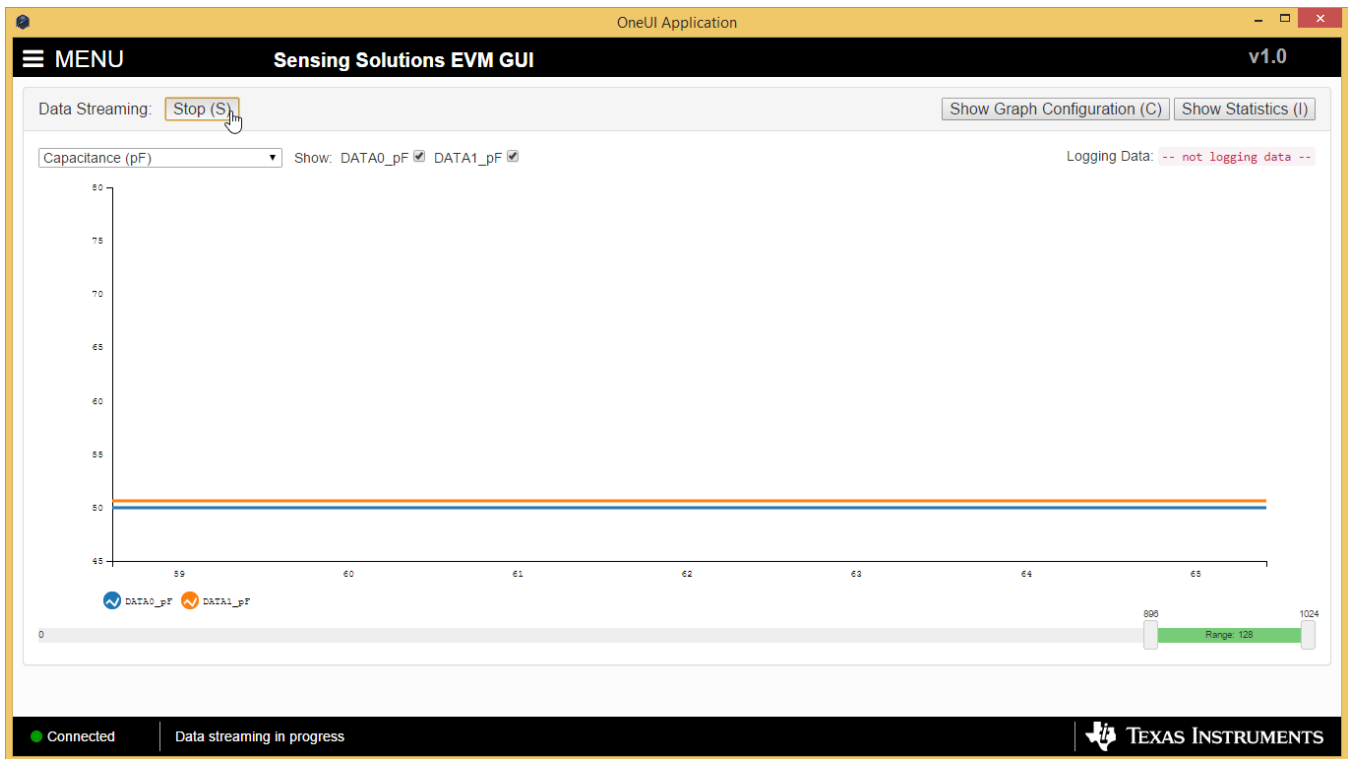 OneUI Application
MENU
Sensing Solutions EVM GUI
v1.0
Data Streaming: Stop (S)
Show Graph Configuration (C) Show Statistics (I)
Capacitance (pF) Show: DATA0_pF DATA1_pF
Logging Data: -- not logging data --
80
75
70
65
60
55
50
45
59 60 61 62 63 64 65
DATA0_pF DATA1_pF
896 1024
0 Range: 128
Connected Data streaming in progress
TEXAS INSTRUMENTS